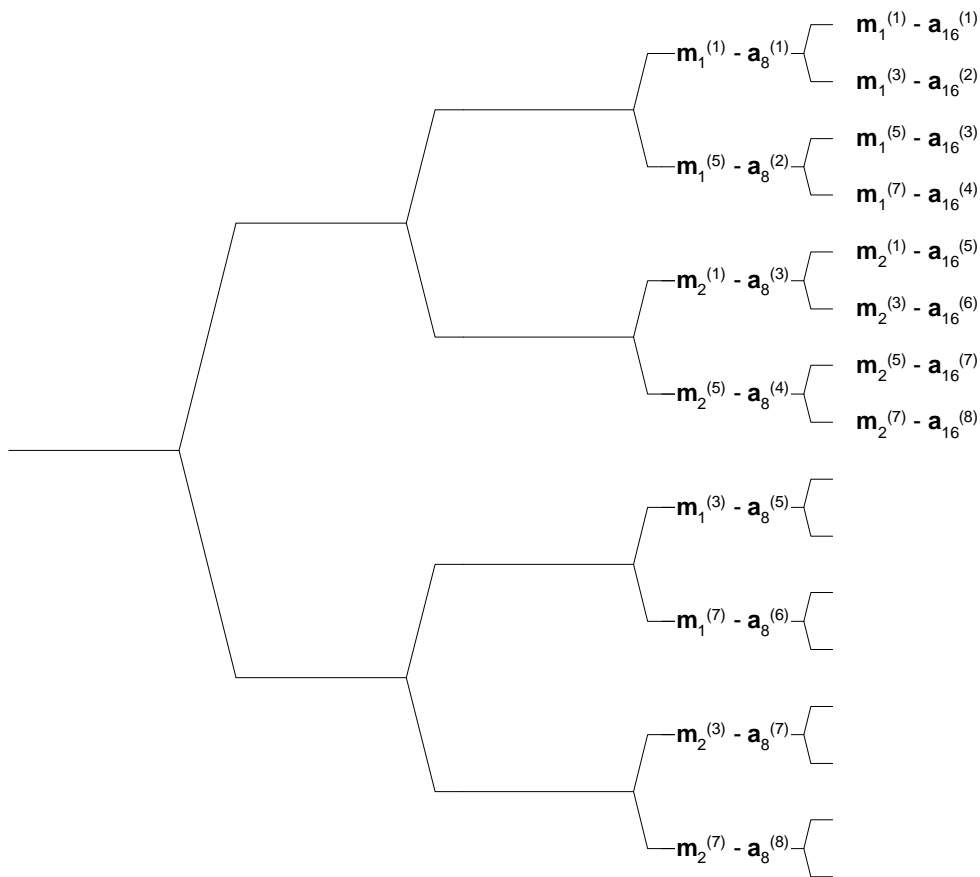 m₁⁽¹⁾ - a₁₆⁽¹⁾
m₁⁽¹⁾ - a₈⁽¹⁾
m₁⁽³⁾ - a₁₆⁽²⁾
m₁⁽⁵⁾ - a₁₆⁽³⁾
m₁⁽⁵⁾ - a₈⁽²⁾
m₁⁽⁷⁾ - a₁₆⁽⁴⁾
m₂⁽¹⁾ - a₁₆⁽⁵⁾
m₂⁽¹⁾ - a₈⁽³⁾
m₂⁽³⁾ - a₁₆⁽⁶⁾
m₂⁽⁵⁾ - a₁₆⁽⁷⁾
m₂⁽⁵⁾ - a₈⁽⁴⁾
m₂⁽⁷⁾ - a₁₆⁽⁸⁾
m₁⁽³⁾ - a₈⁽⁵⁾
m₁⁽⁷⁾ - a₈⁽⁶⁾
m₂⁽³⁾ - a₈⁽⁷⁾
m₂⁽⁷⁾ - a₈⁽⁸⁾